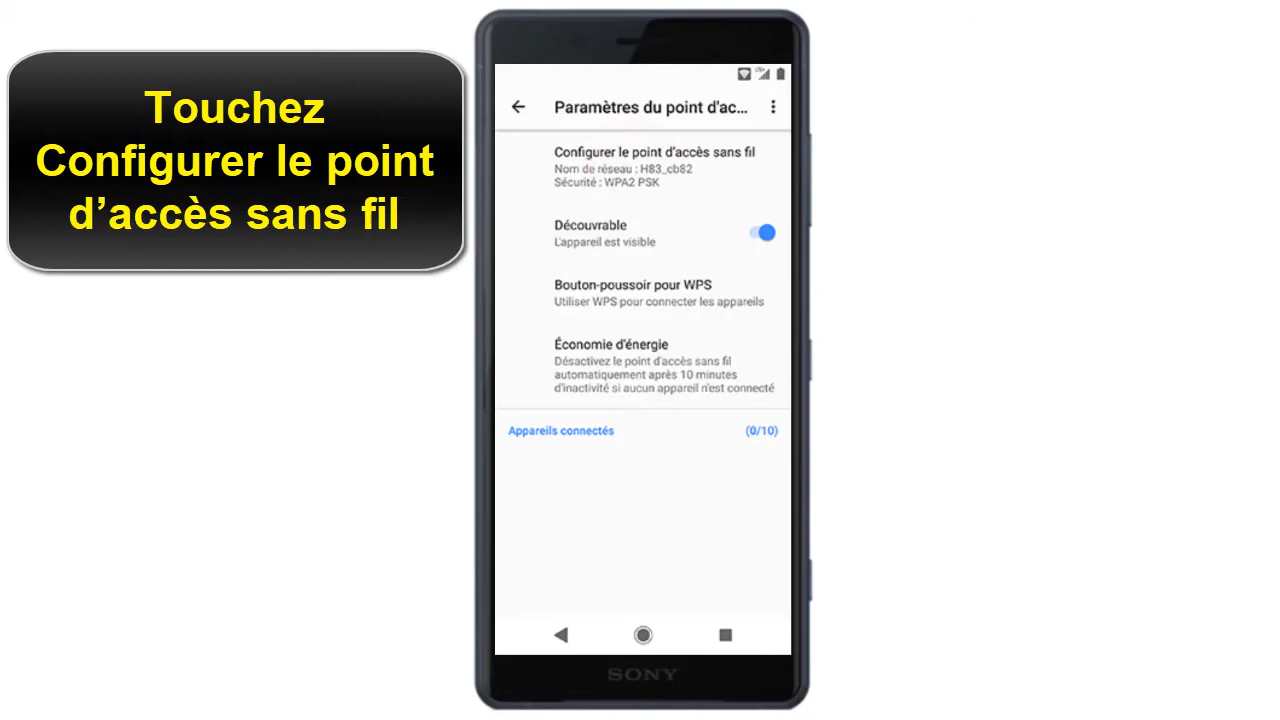 Touchez
Configurer le point
d’accès sans fil
Paramètres du point d'ac...
Configurer le point d’accès sans fil
Nom de réseau : H83_cb82
Sécurité : WPA2 PSK
Découvrable
L'appareil est visible
Bouton-poussoir pour WPS
Utiliser WPS pour connecter les appareils
Économie d'énergie
Désactivez le point d'accès sans fil
automatiquement après 10 minutes
d'inactivité si aucun appareil n'est connecté
Appareils connectés (0/10)
SONY